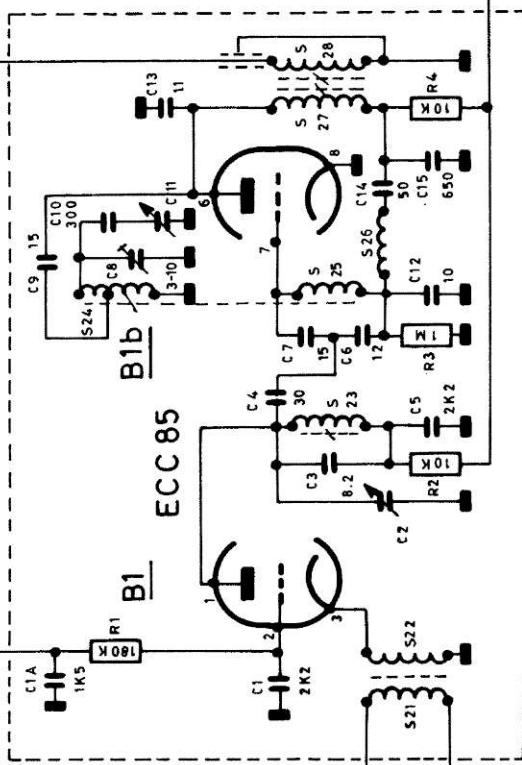 S
28
C13
11
S
27
R4
10K
C10
300
C11
6
8
C9
15
C8
3-10
C14
50
C15
650
S24
7
S26
S
25
C12
10
B1b
C7
15
C6
12
1M
R3
ECC85
C4
30
S
23
C5
2K2
C3
8.2
10K
R2
C2
B1
1
2
3
R1
180K
C1A
1K5
C1
2K2
S22
S21